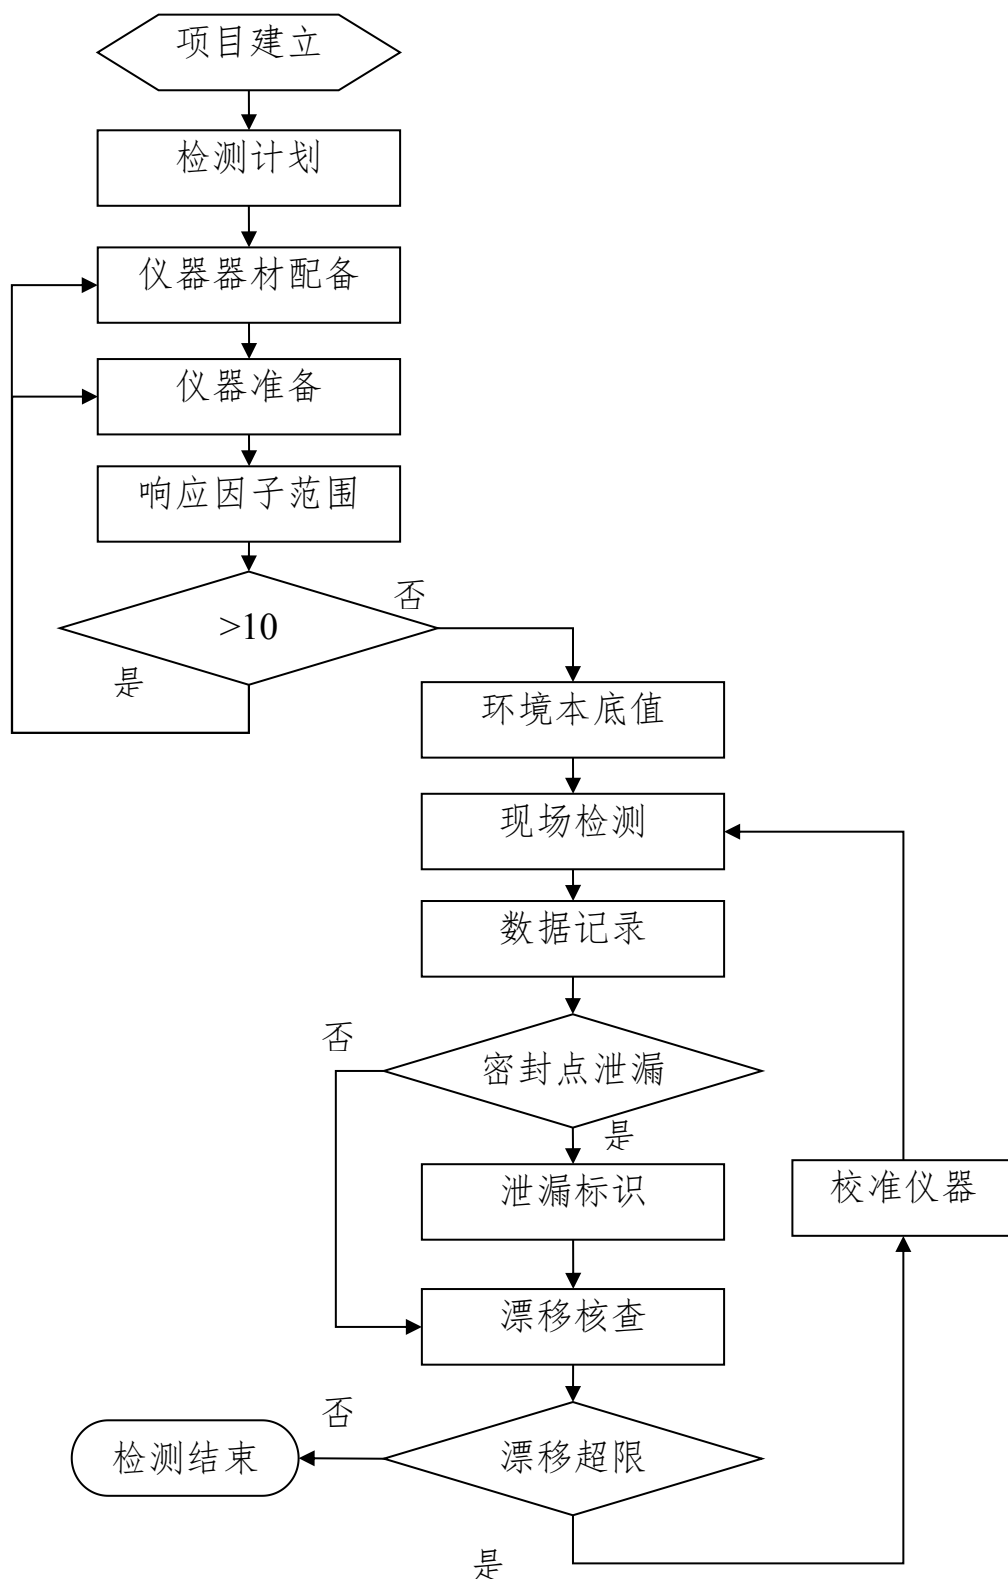 项目建立
检测计划
仪器器材配备
仪器准备
响应因子范围
>10
否
是
环境本底值
现场检测
数据记录
密封点泄漏
否
是
泄漏标识
校准仪器
漂移核查
漂移超限
否
检测结束
是